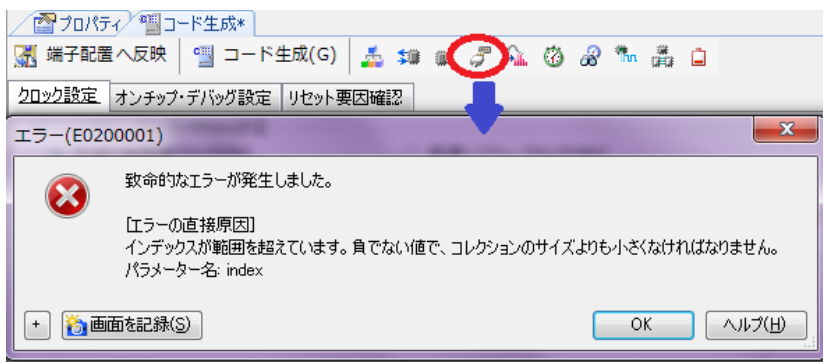 プロパティ コード生成*
端子配置へ反映 コード生成(G)
クロック設定 オンチップ・デバッグ設定 リセット要因確認
エラー(E0200001)
致命的なエラーが発生しました。
[エラーの直接原因]
インデックスが範囲を超えています。負でない値で、コレクションのサイズよりも小さくなければなりません。
パラメーター名: index
+ 画面を記録(S) OK ヘルプ(H)